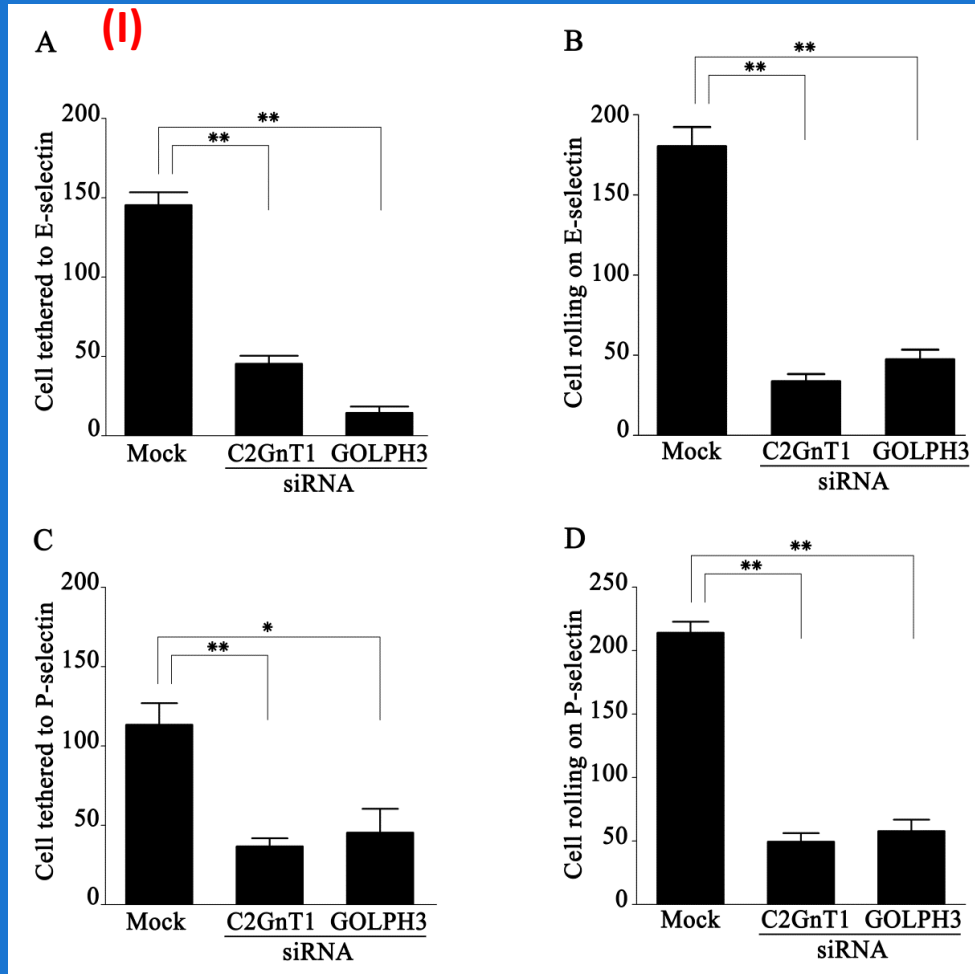 (I)
A
Cell tethered to E-selectin
200
150
100
50
0
**
**
Mock
C2GnT1
GOLPH3
siRNA
B
Cell rolling on E-selectin
200
150
100
50
0
**
**
Mock
C2GnT1
GOLPH3
siRNA
C
Cell tethered to P-selectin
200
150
100
50
0
*
**
Mock
C2GnT1
GOLPH3
siRNA
D
Cell rolling on P-selectin
250
200
150
100
50
0
**
**
Mock
C2GnT1
GOLPH3
siRNA